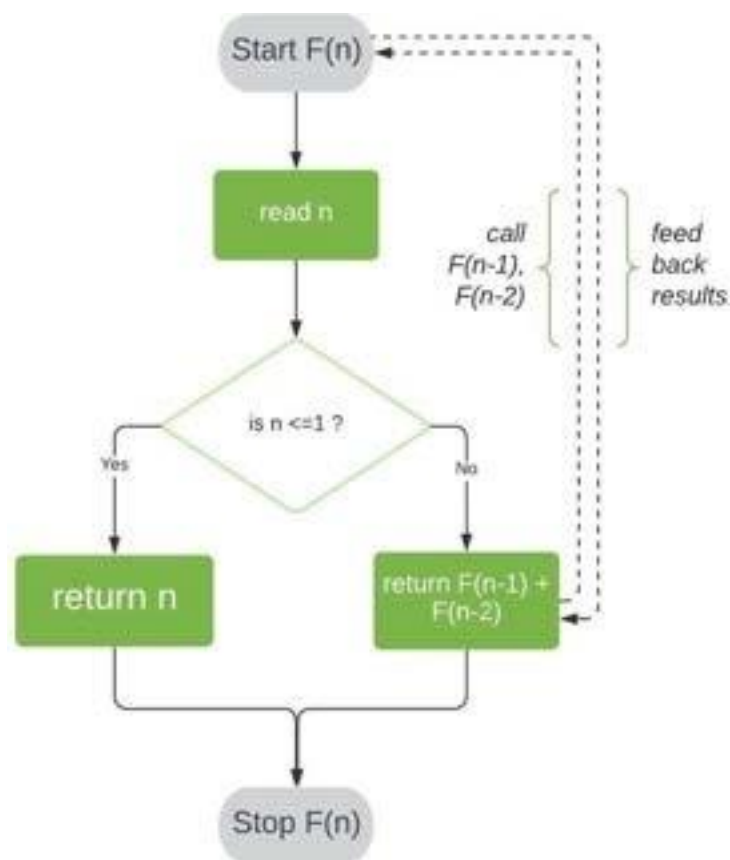 Start F(n)
read n
call
F(n-1),
F(n-2)
feed
back
results
is n <=1 ?
Yes
No
return n
return F(n-1) +
F(n-2)
Stop F(n)